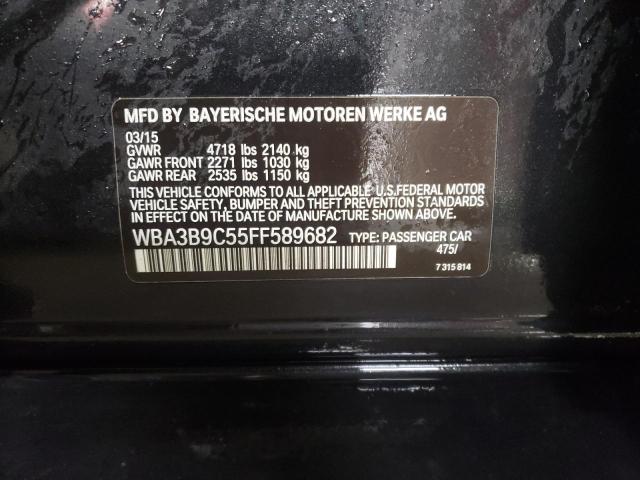 MFD BY BAYERISCHE MOTOREN WERKE AG
03/15
GVWR 4718 lbs 2140 kg
GAWR FRONT 2271 lbs 1030 kg
GAWR REAR 2535 lbs 1150 kg
THIS VEHICLE CONFORMS TO ALL APPLICABLE U.S.FEDERAL MOTOR
VEHICLE SAFETY, BUMPER AND THEFT PREVENTION STANDARDS
IN EFFECT ON THE DATE OF MANUFACTURE SHOWN ABOVE.
WBA3B9C55FF589682 TYPE: PASSENGER CAR
475/
7 315 814